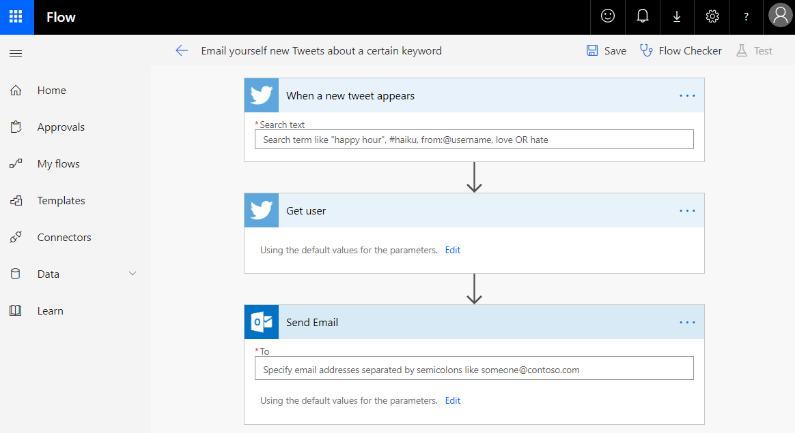 Flow
?
Email yourself new Tweets about a certain keyword
Save
Flow Checker
Test
Home
Approvals
My flows
Templates
Connectors
Data
Learn
When a new tweet appears
...
* Search text
Search term like "happy hour", #haiku, from:@username, love OR hate
Get user
...
Using the default values for the parameters. Edit
Send Email
...
* To
Specify email addresses separated by semicolons like someone@contoso.com
Using the default values for the parameters. Edit